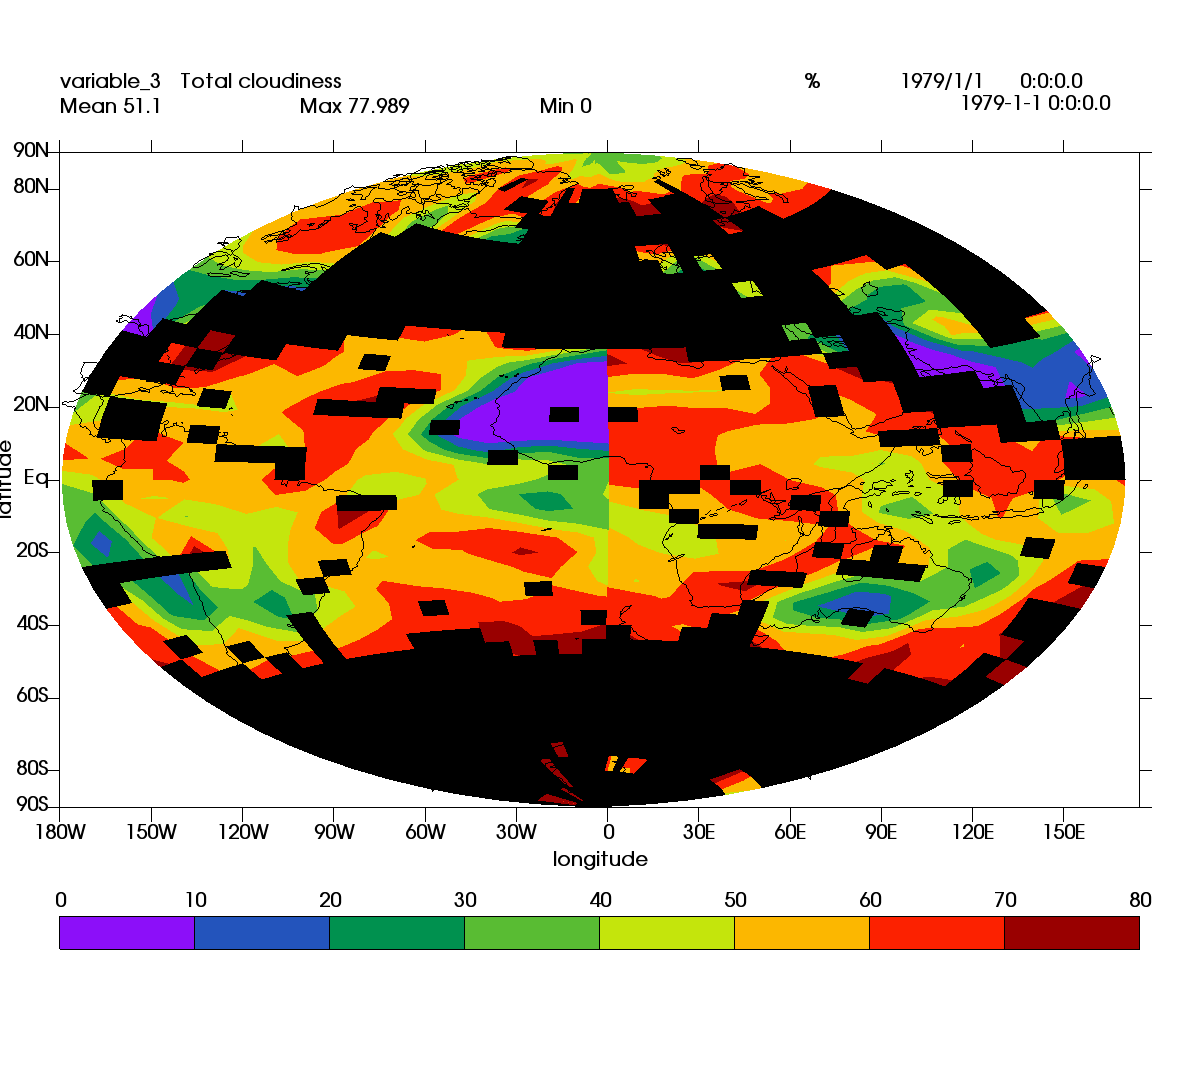 variable_3 Total cloudiness % 1979/1/1 0:0:0.0
Mean 51.1 Max 77.989 Min 0 1979-1-1 0:0:0.0
90N
80N
60N
40N
20N
Eq
20S
40S
60S
80S
90S
latitude
180W 150W 120W 90W 60W 30W 0 30E 60E 90E 120E 150E
longitude
0 10 20 30 40 50 60 70 80